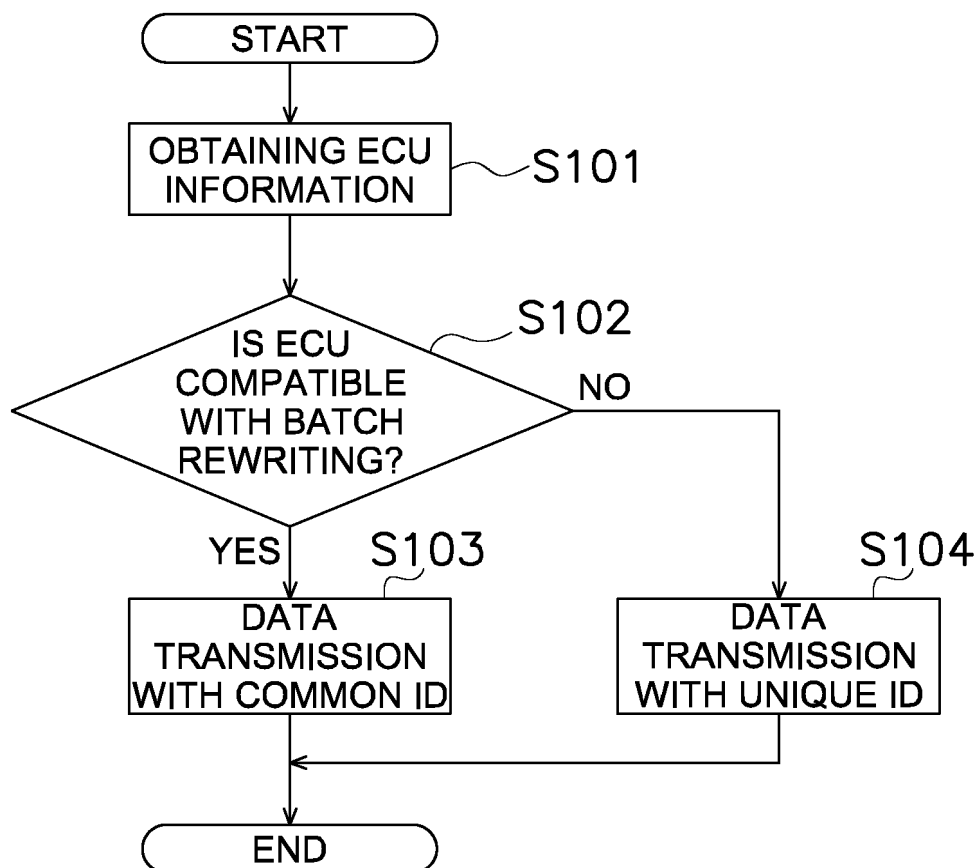 START
OBTAINING ECU
INFORMATION
S101
S102
IS ECU
COMPATIBLE
WITH BATCH
REWRITING?
NO
YES
S103
DATA
TRANSMISSION
WITH COMMON ID
S104
DATA
TRANSMISSION
WITH UNIQUE ID
END